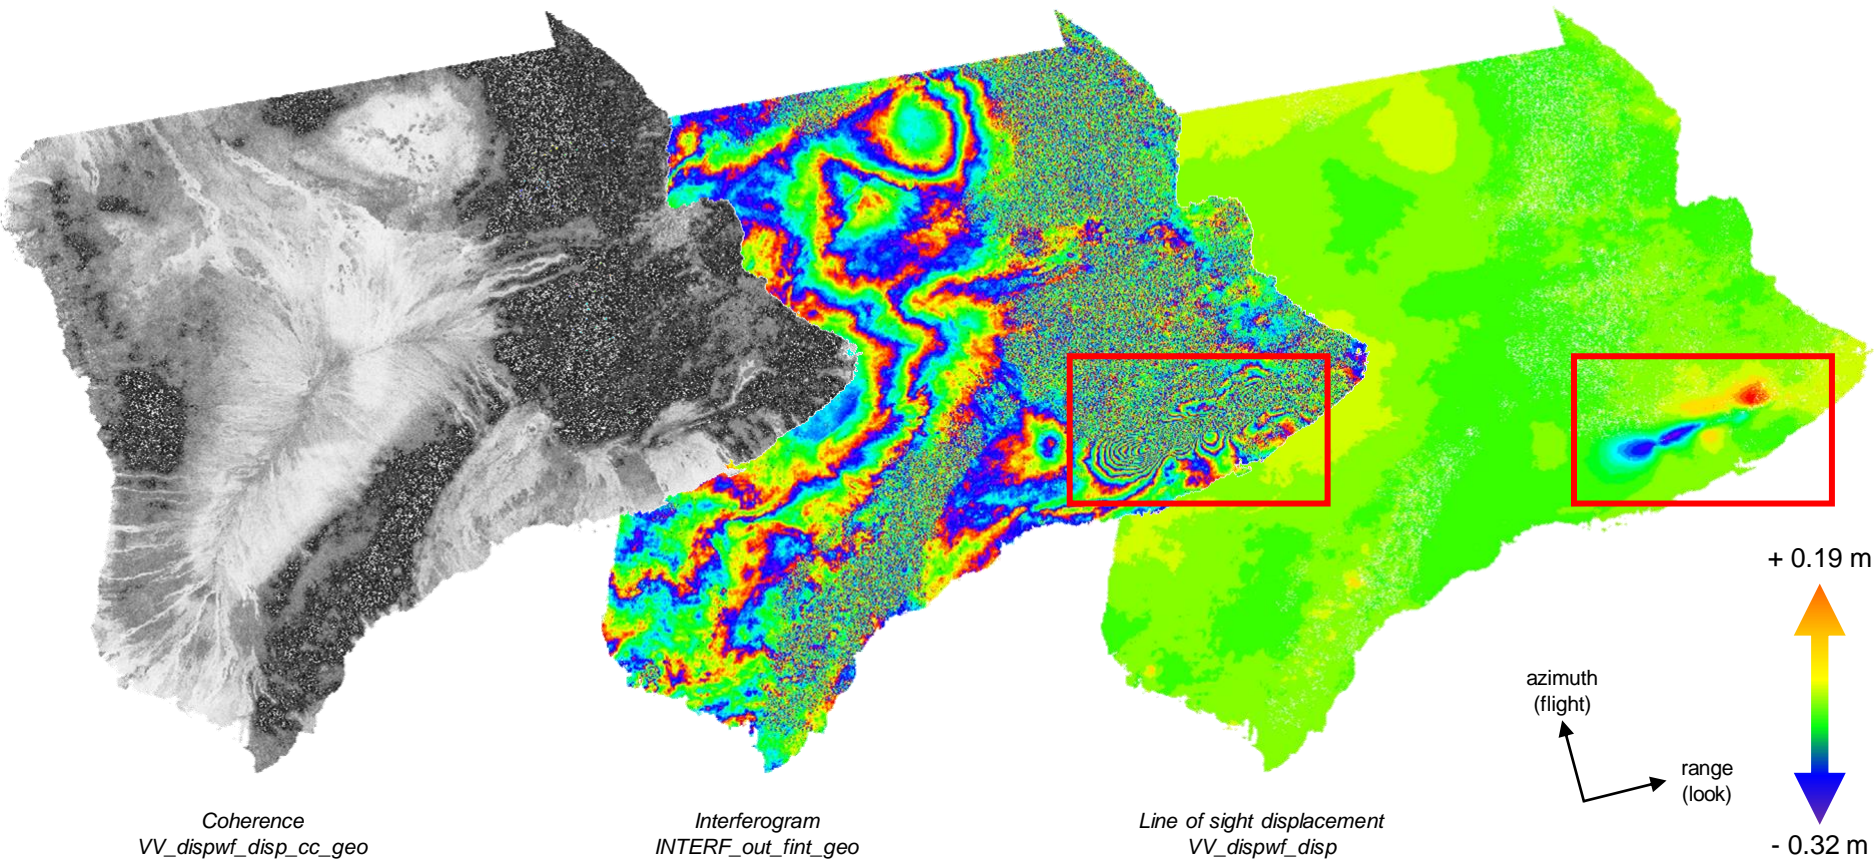 + 0.19 m
azimuth
(flight)
range
(look)
Coherence
VV_dispwf_disp_cc_geo
Interferogram
INTERF_out_fint_geo
Line of sight displacement
VV_dispwf_disp
- 0.32 m